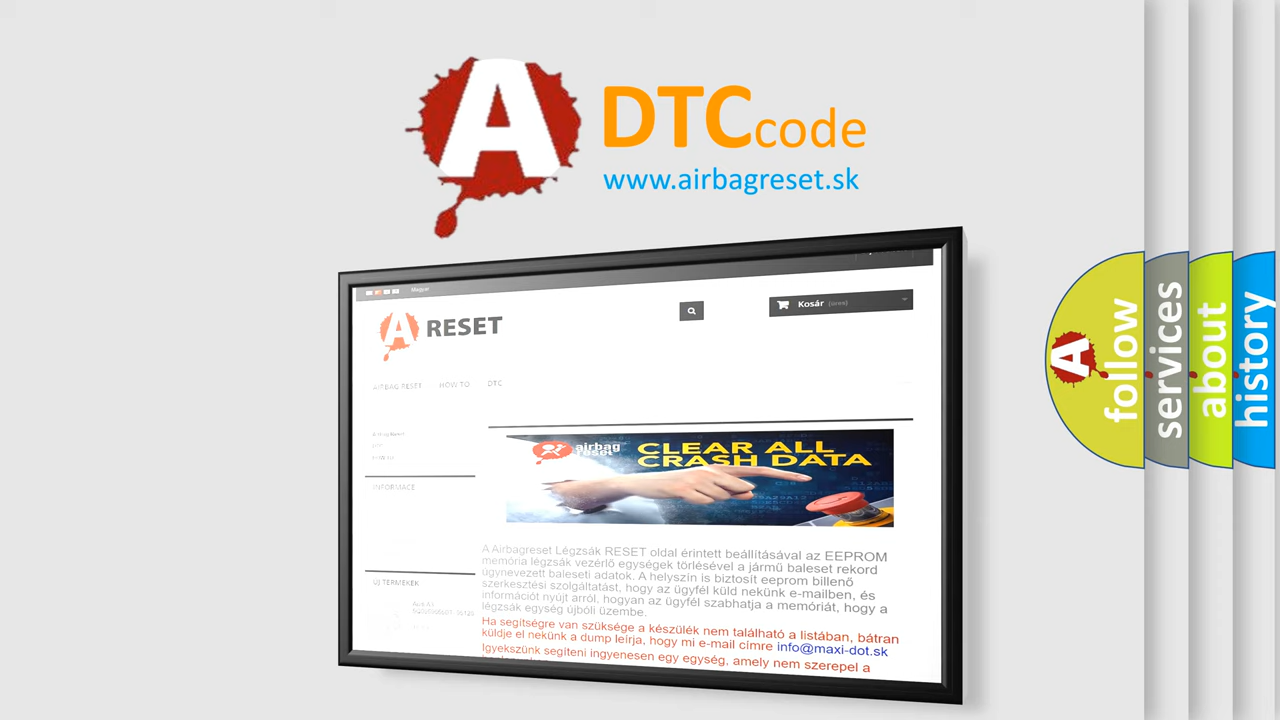 A
DTC code
www.airbagreset.sk
Magyar
A RESET
Kosár (üres)
AIRBAG RESET HOW TO DTC
INFORMACE
airbag
reset
CLEAR ALL
CRASH DATA
A Airbagreset Légzsák RESET oldal érintett beállításával az EEPROM
memória légzsák vezérlő egységek törlésével a jármű baleset rekord
úgynevezett baleseti adatok. A helyszín is biztosít eeprom billenő
szerkesztési szolgáltatást, hogy az ügyfél küld nekünk e-mailben, és
információt nyújt arról, hogyan az ügyfél szabhatja a memóriát, hogy a
légzsák egység újbóli üzembe.
Ha segítségre van szüksége a készülék nem található a listában, bátran
küldje el nekünk a dump leírja, hogy mi e-mail címre info@maxi-dot.sk
Igyekszünk segíteni ingyenesen egy egység, amely nem szerepel a
ÚJ TERMÉKEK
A
follow
services
about
history